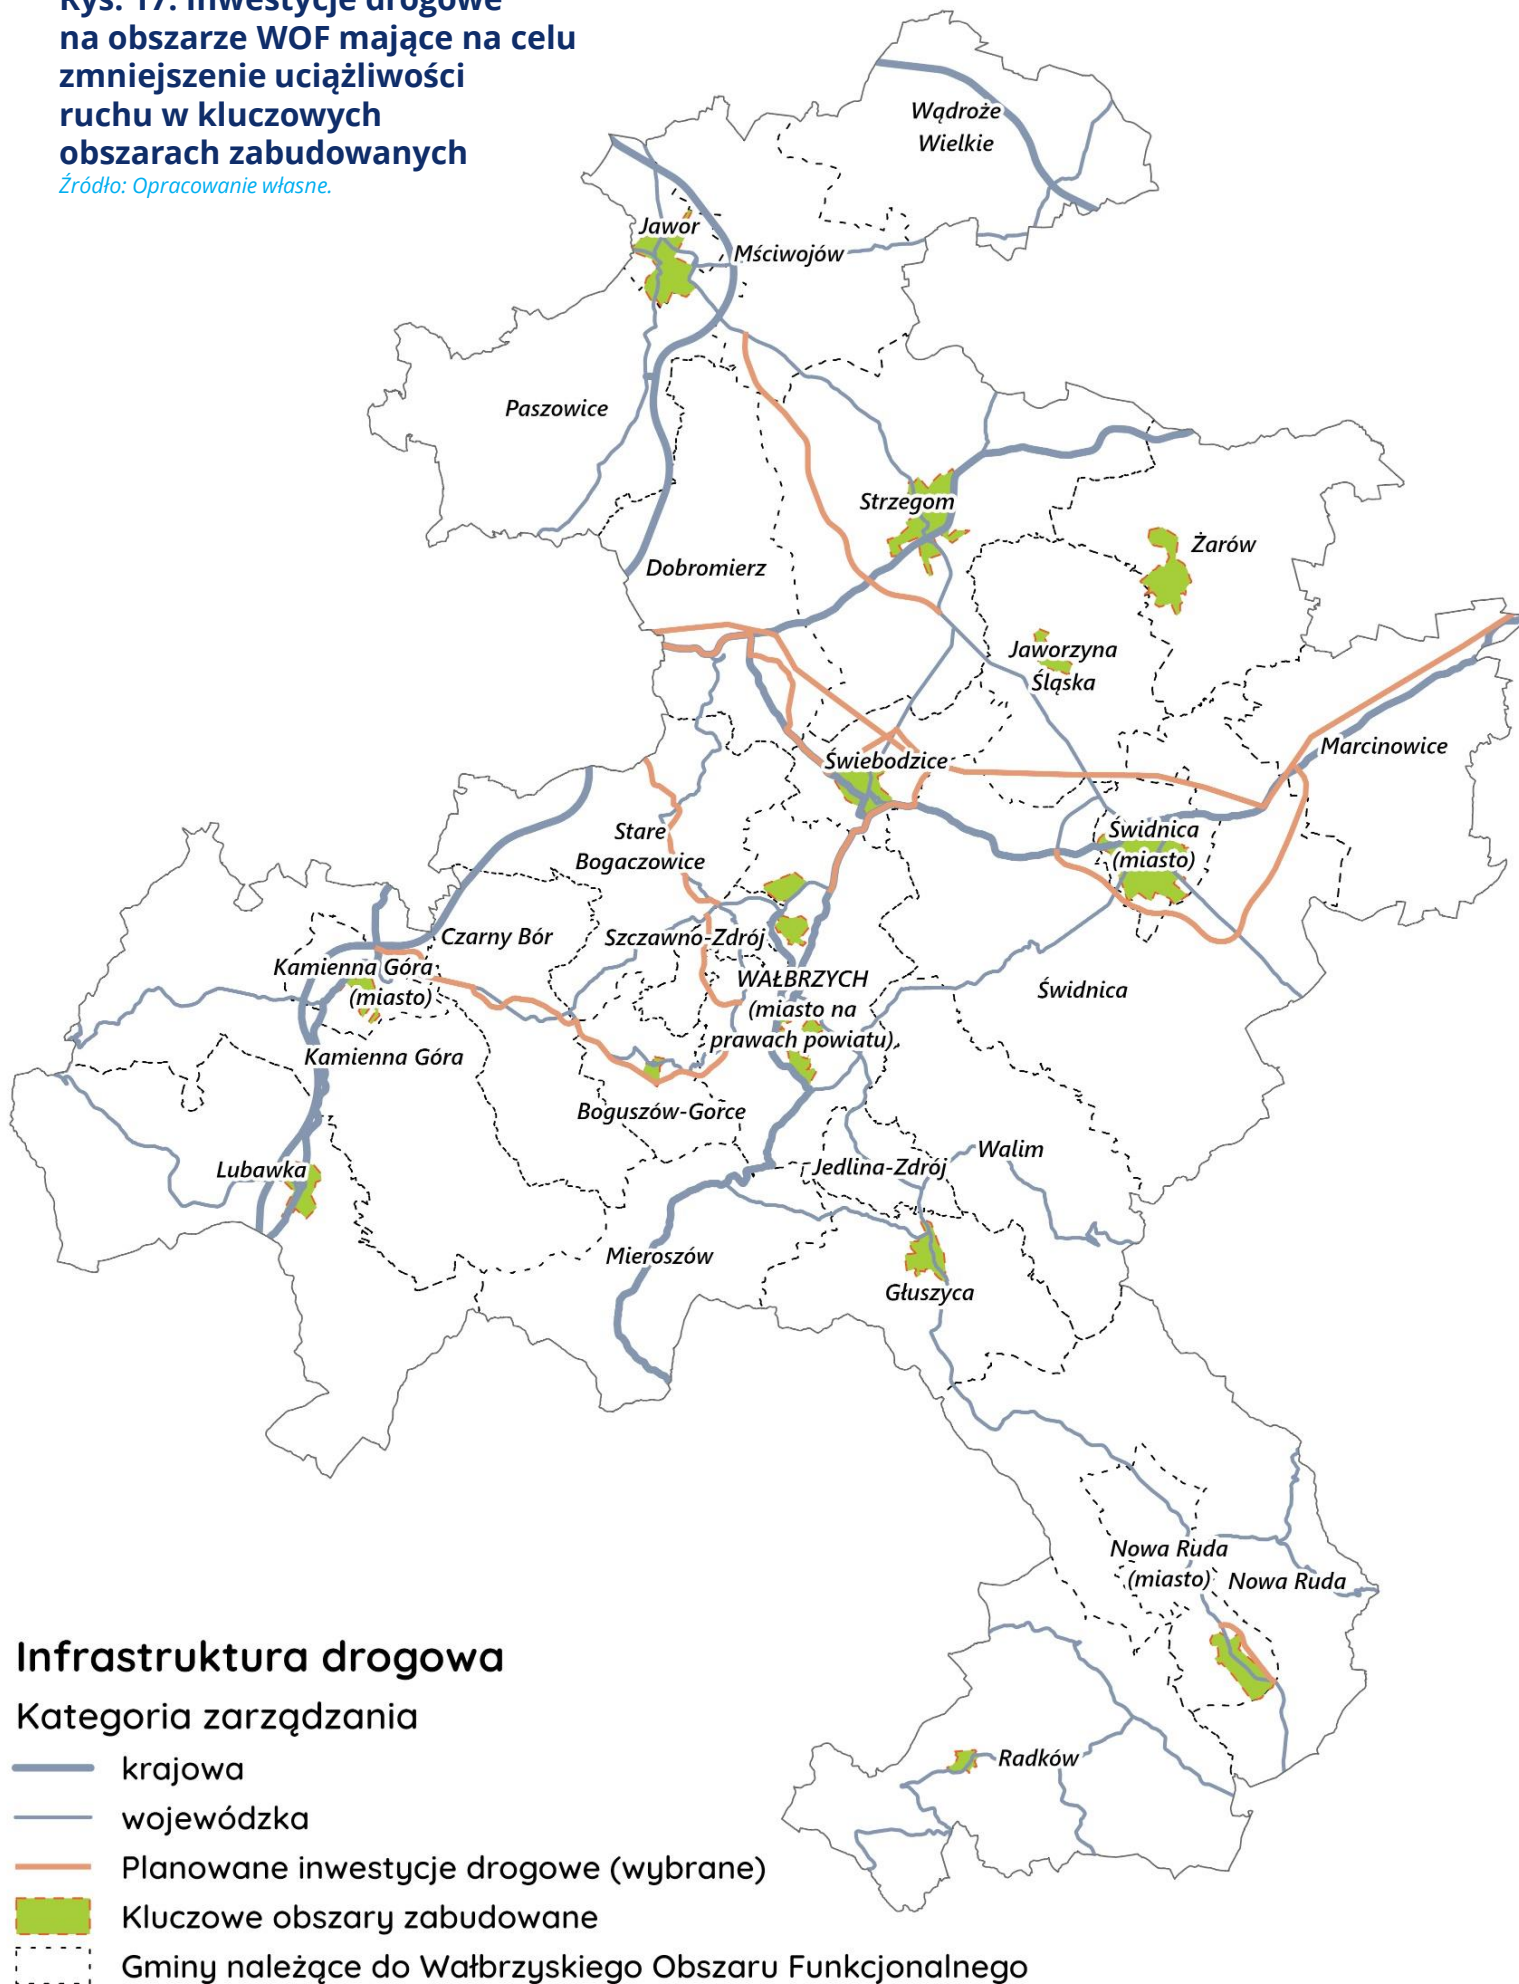 Rys. 17. Inwestycje drogowe
na obszarze WOF mające na celu
zmniejszenie uciążliwości
ruchu w kluczowych
obszarach zabudowanych
Źródło: Opracowanie własne.
Wądroże
Wielkie
Jawor
Mściwojów
Paszowice
Strzegom
Żarów
Dobromierz
Jaworzyna
Śląska
Marcinowice
Świebodzice
Stare
Bogaczowice
Świdnica
(miasto)
Czarny Bór
Szczawno-Zdrój
Kamienna Góra
(miasto)
WAŁBRZYCH
(miasto na
prawach powiatu)
Świdnica
Kamienna Góra
Boguszów-Gorce
Walim
Jedlina-Zdrój
Lubawka
Mieroszów
Głuszyca
Nowa Ruda
(miasto)
Nowa Ruda
Radków
Infrastruktura drogowa
Kategoria zarządzania
krajowa
wojewódzka
Planowane inwestycje drogowe (wybrane)
Kluczowe obszary zabudowane
Gminy należące do Wałbrzyskiego Obszaru Funkcjonalnego